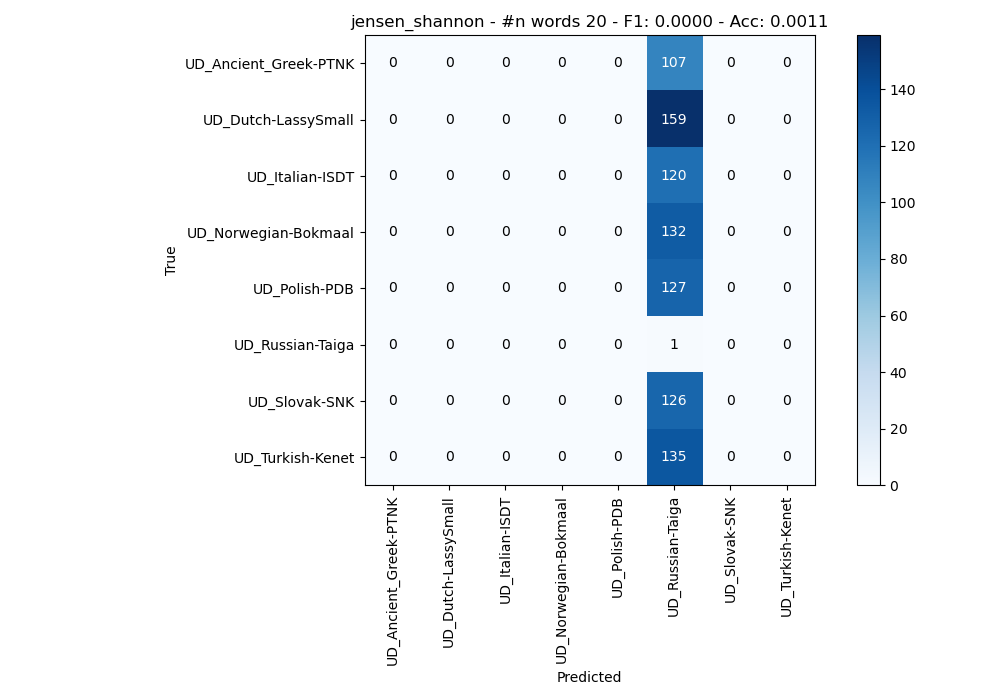 jensen_shannon - #n words 20 - F1: 0.0000 - Acc: 0.0011
UD_Ancient_Greek-PTNK 0 0 0 0 0 107 0 0
UD_Dutch-LassySmall 0 0 0 0 0 159 0 0
UD_Italian-ISDT 0 0 0 0 0 120 0 0
UD_Norwegian-Bokmaal 0 0 0 0 0 132 0 0
UD_Polish-PDB 0 0 0 0 0 127 0 0
UD_Russian-Taiga 0 0 0 0 0 1 0 0
UD_Slovak-SNK 0 0 0 0 0 126 0 0
UD_Turkish-Kenet 0 0 0 0 0 135 0 0
True
UD_Ancient_Greek-PTNK
UD_Dutch-LassySmall
UD_Italian-ISDT
UD_Norwegian-Bokmaal
UD_Polish-PDB
UD_Russian-Taiga
UD_Slovak-SNK
UD_Turkish-Kenet
Predicted
140
120
100
80
60
40
20
0